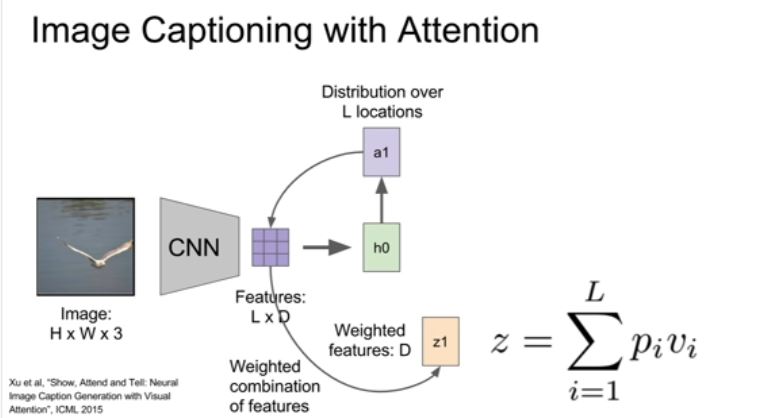 Image Captioning with Attention
Distribution over
L locations
a1
CNN
h0
Image:
H x W x 3
Features:
L x D
Weighted
features: D
z1
Weighted
combination
of features
z = \sum_{i=1}^{L} p_i v_i
Xu et al, "Show, Attend and Tell: Neural
Image Caption Generation with Visual
Attention", ICML 2015